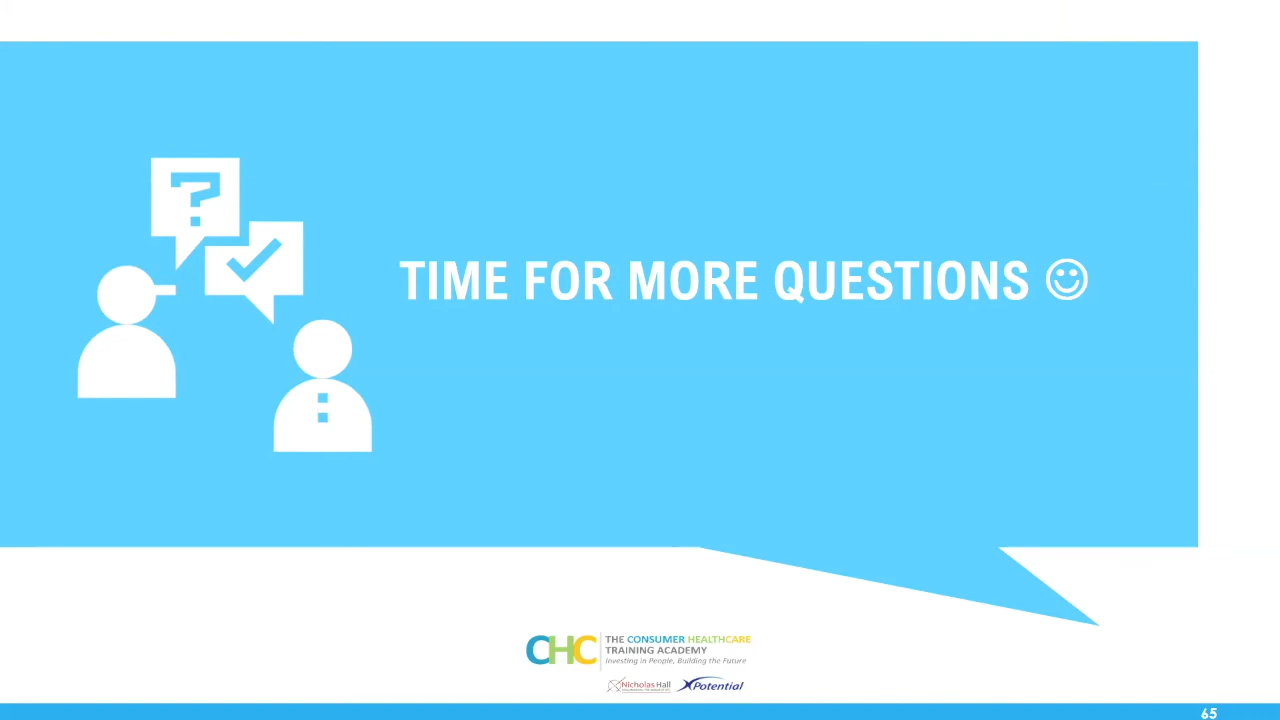 TIME FOR MORE QUESTIONS
CHC
THE CONSUMER HEALTHCARE
TRAINING ACADEMY
Investing in People, Building the Future
Nicholas Hall
XPotential
65